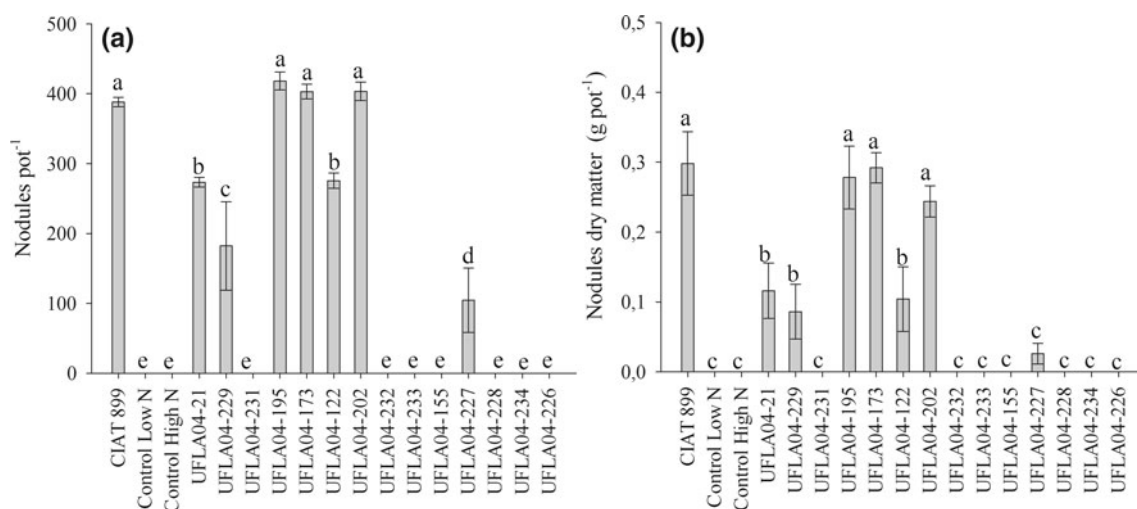 (a)
Nodules pot-1
500
400
300
200
100
0
a
e
e
b
c
e
a
a
b
a
e
e
e
d
e
e
e
CIAT 899
Control Low N
Control High N
UFLA04-21
UFLA04-229
UFLA04-231
UFLA04-195
UFLA04-173
UFLA04-122
UFLA04-202
UFLA04-232
UFLA04-233
UFLA04-155
UFLA04-227
UFLA04-228
UFLA04-234
UFLA04-226
(b)
Nodules dry matter (g pot-1)
0,5
0,4
0,3
0,2
0,1
0,0
a
c
c
b
b
c
a
a
b
a
c
c
c
c
c
c
c
CIAT 899
Control Low N
Control High N
UFLA04-21
UFLA04-229
UFLA04-231
UFLA04-195
UFLA04-173
UFLA04-122
UFLA04-202
UFLA04-232
UFLA04-233
UFLA04-155
UFLA04-227
UFLA04-228
UFLA04-234
UFLA04-226